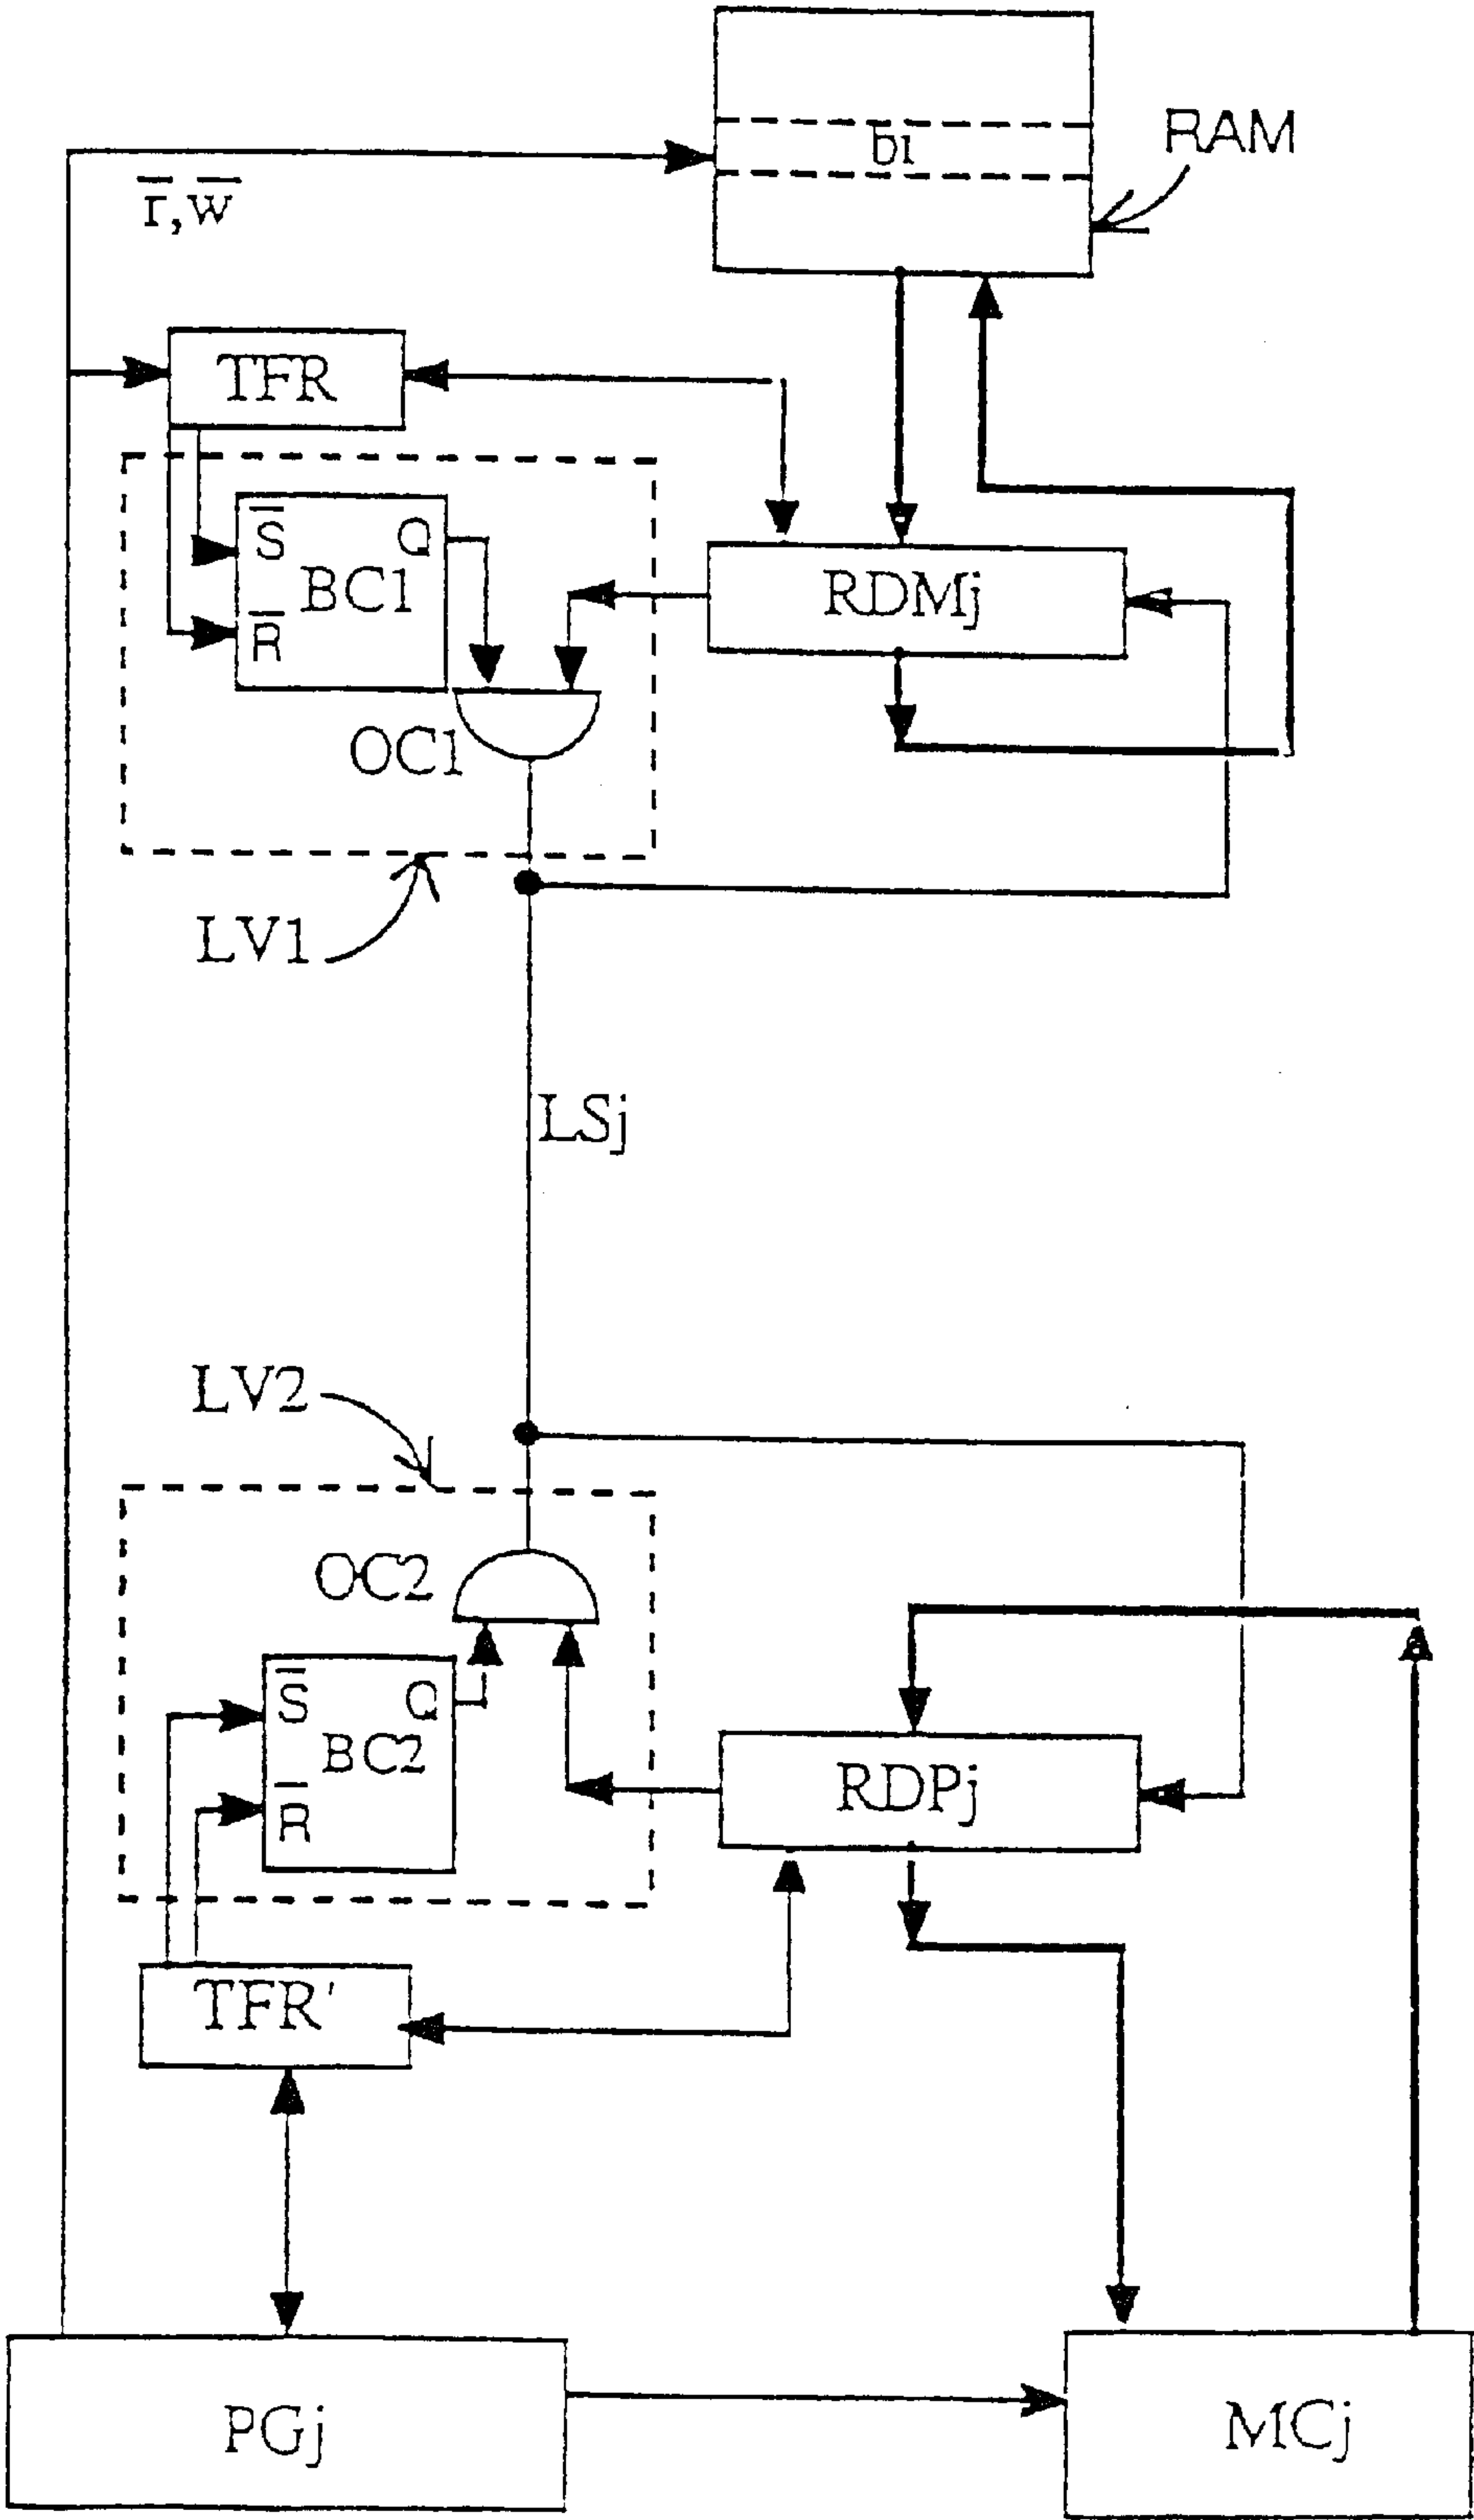 bi
RAM
r̅, w̅
TFR
S̅ Q
BC1
R̅
RDMj
OC1
LV1
LSj
LV2
OC2
S̅ Q
BC2
R̅
RDPj
TFR'
PGj
MCj